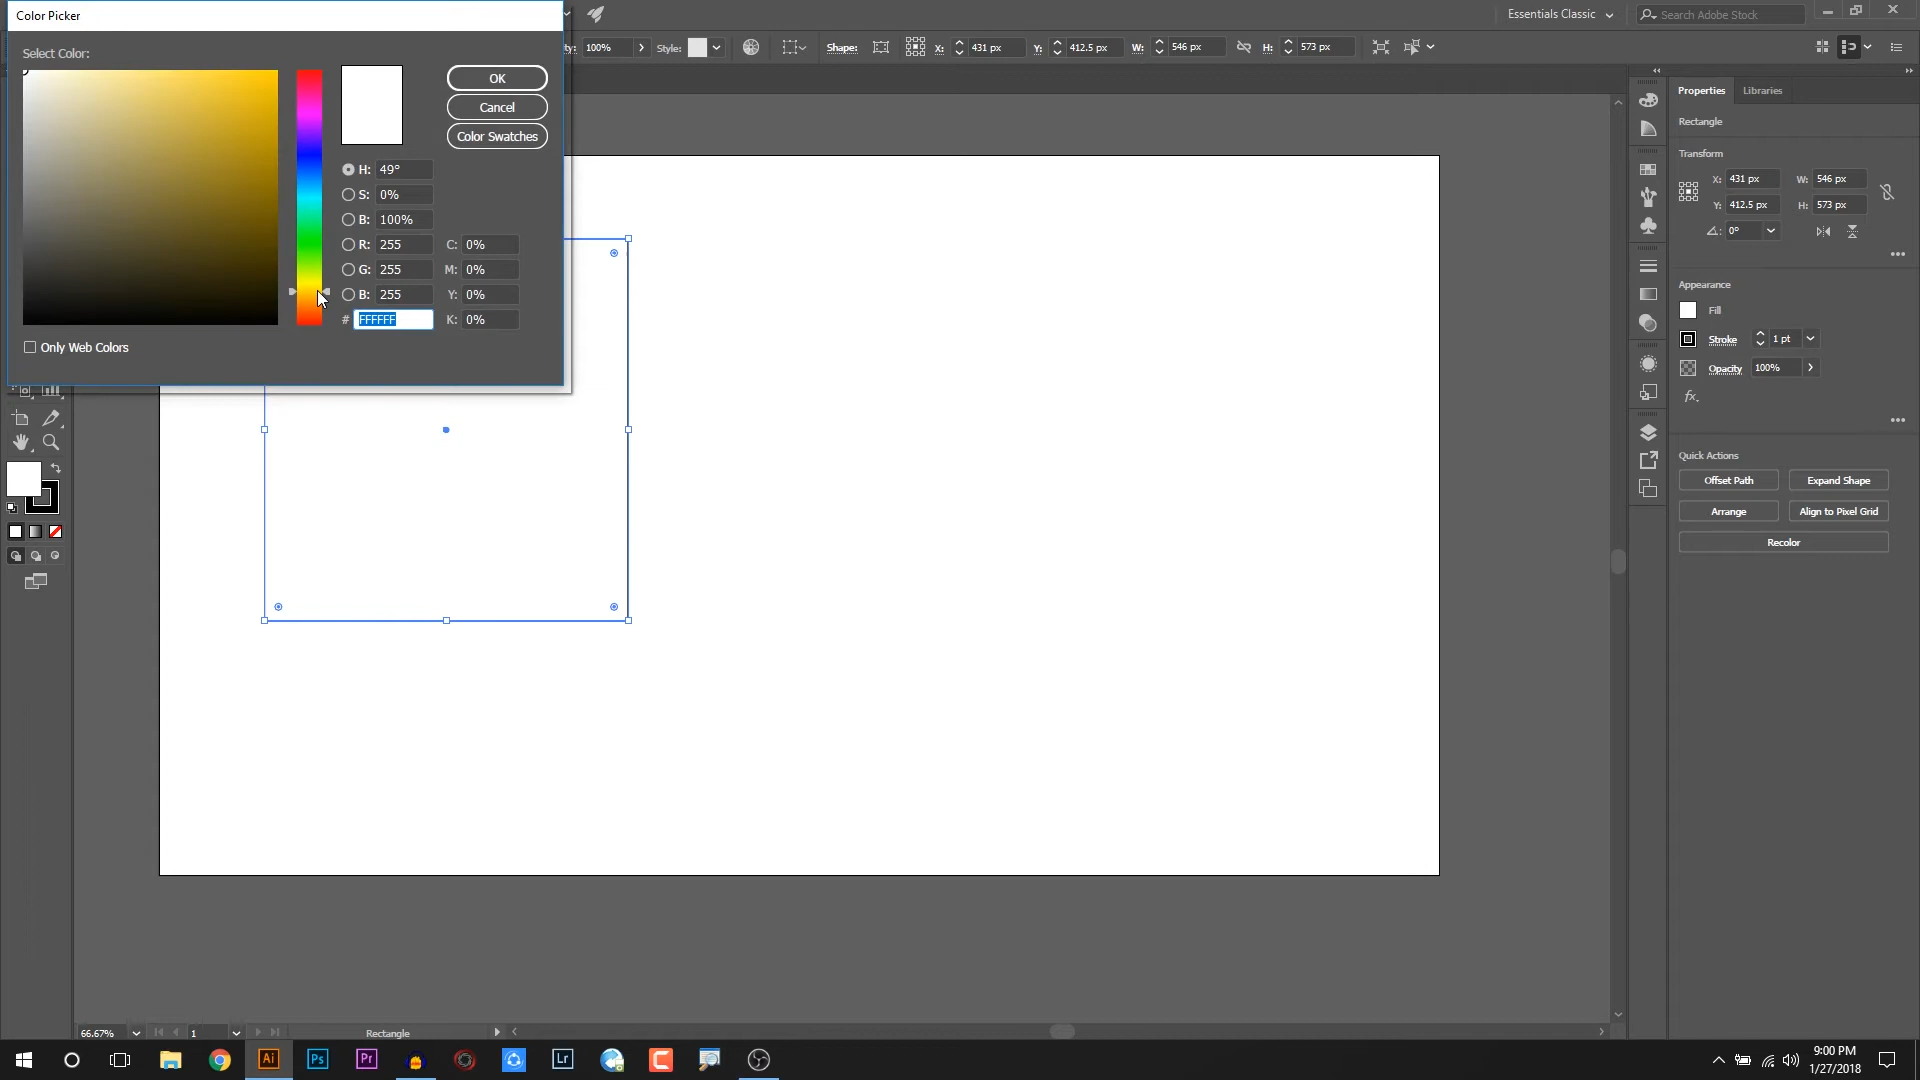 Color Picker
Essentials Classic
Search Adobe Stock
Select Color:
100%
Style:
Shape:
X: 431 px
Y: 412.5 px
W: 546 px
H: 573 px
OK
Cancel
Color Swatches
H: 49°
S: 0%
B: 100%
R: 255 C: 0%
G: 255 M: 0%
B: 255 Y: 0%
# FFFFFF K: 0%
Only Web Colors
Properties Libraries
Rectangle
Transform
X: 431 px W: 546 px
Y: 412.5 px H: 573 px
0°
Appearance
Fill
Stroke 1 pt
Opacity 100%
fx.
Quick Actions
Offset Path Expand Shape
Arrange Align to Pixel Grid
Recolor
66.67% 1 Rectangle
Ai Ps Pr Lr C
9:00 PM
1/27/2018